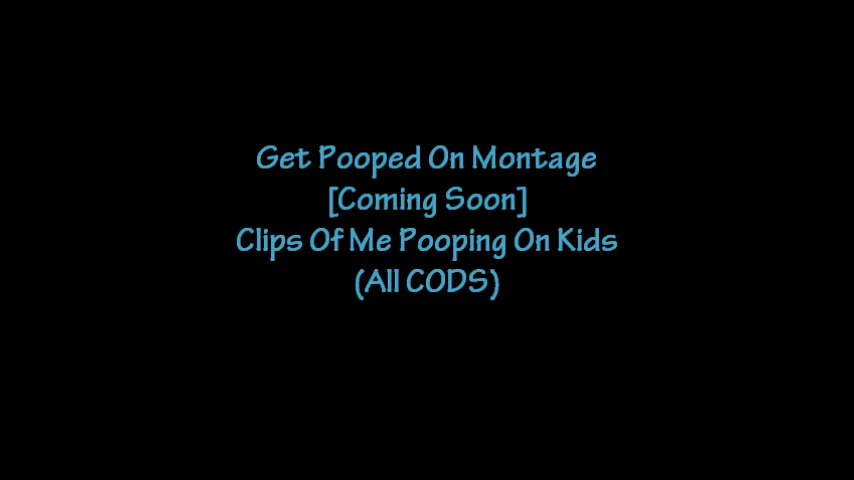 Get Pooped On Montage
[Coming Soon]
Clips Of Me Pooping On Kids
(All CODS)